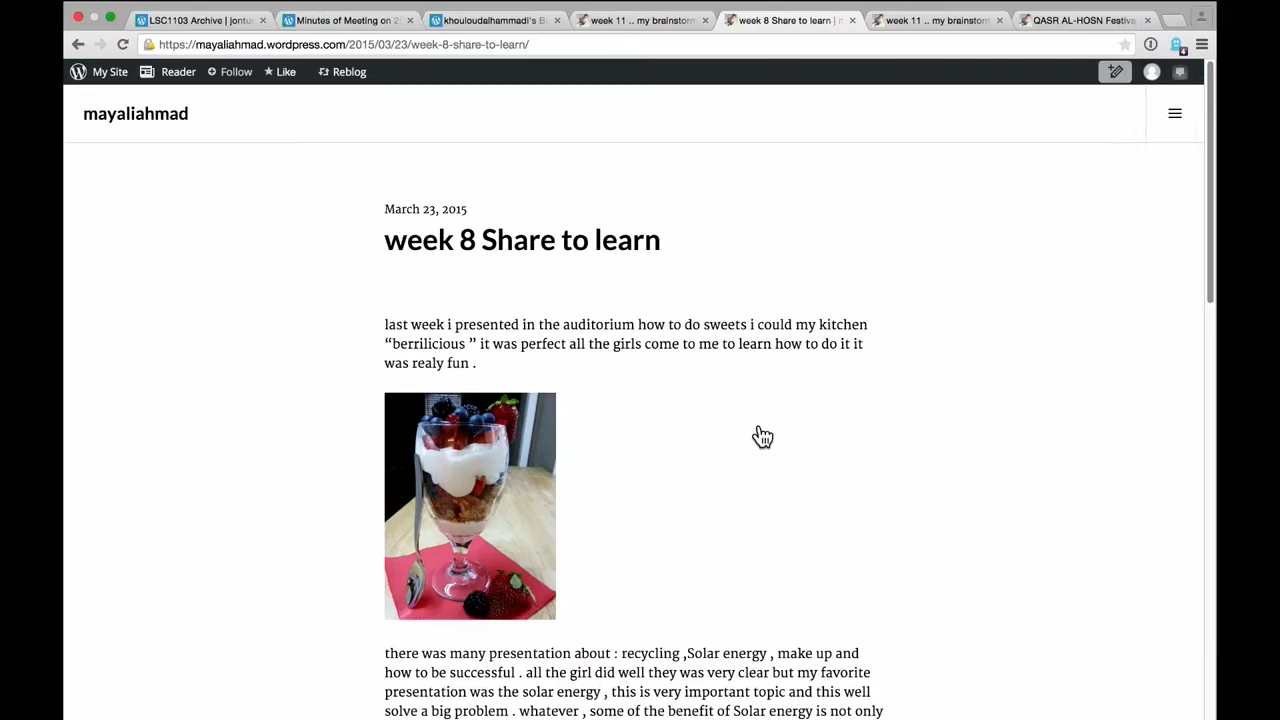 LSC1103 Archive | jontu
Minutes of Meeting on 2
khouloudalhammadi's B
week 11 .. my brainstorm
week 8 Share to learn | m
week 11 .. my brainstorm
QASR AL-HOSN Festiva
https://mayaliahmad.wordpress.com/2015/03/23/week-8-share-to-learn/
4
My Site Reader Follow Like Reblog
mayaliahmad
March 23, 2015
week 8 Share to learn
last week i presented in the auditorium how to do sweets i could my kitchen
“berrilicious ” it was perfect all the girls come to me to learn how to do it it
was realy fun .
there was many presentation about : recycling ,Solar energy , make up and
how to be successful . all the girl did well they was very clear but my favorite
presentation was the solar energy , this is very important topic and this well
solve a big problem . whatever , some of the benefit of Solar energy is not only